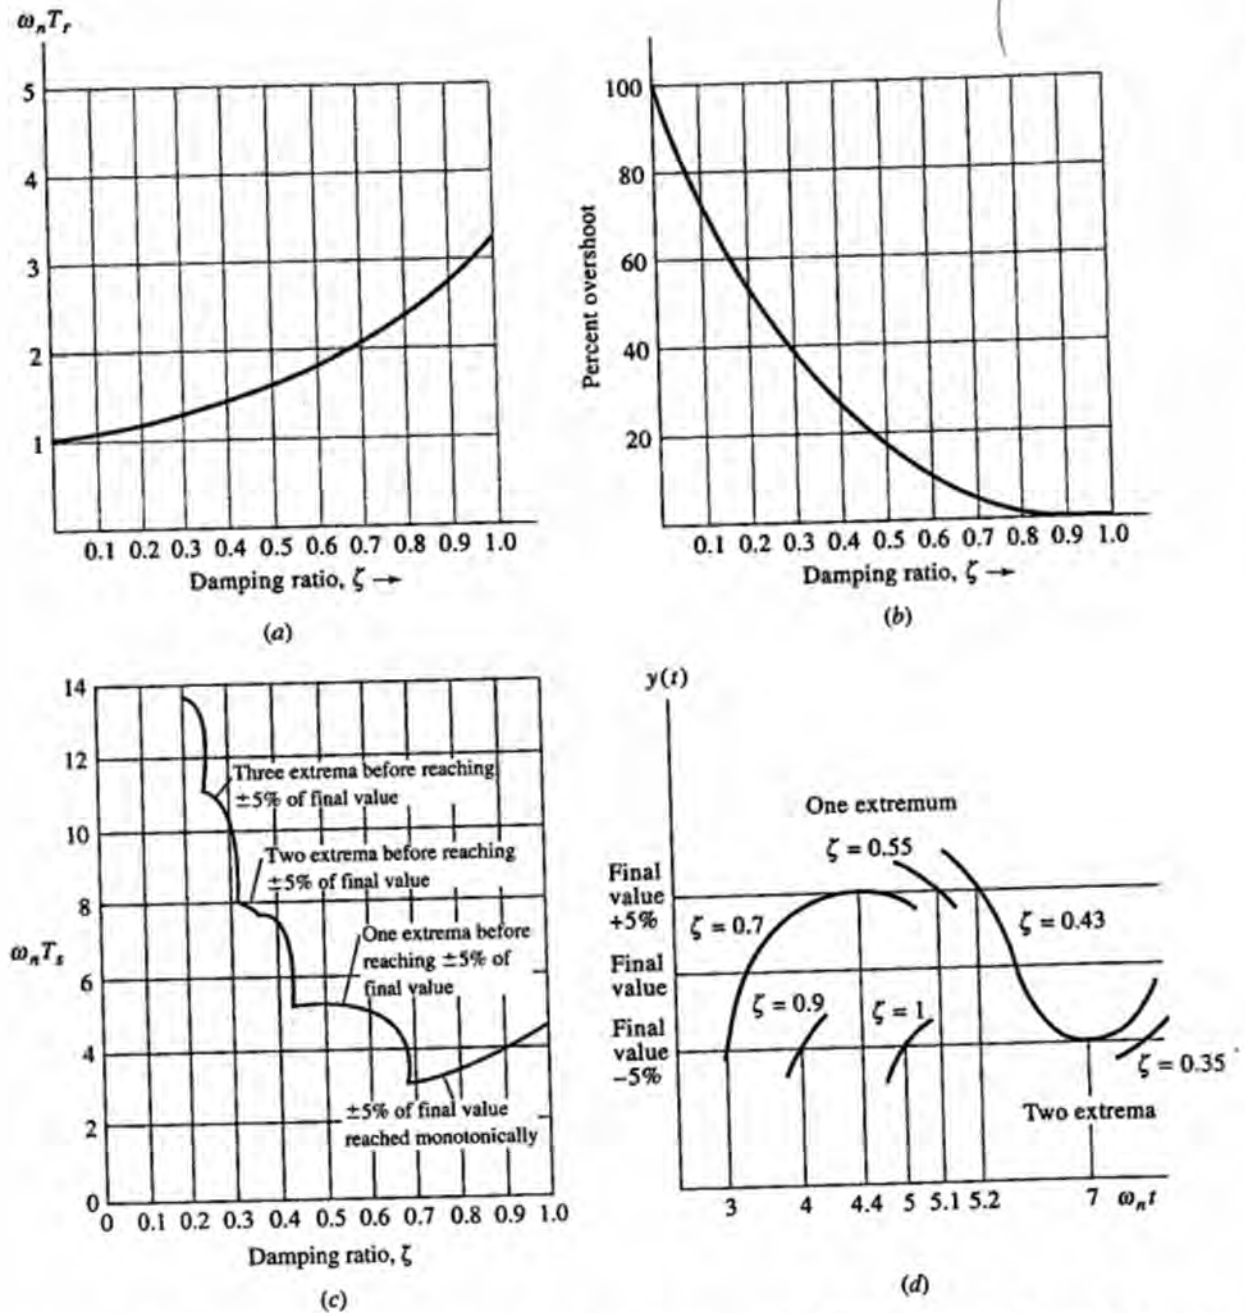 ωₙTᵣ
5
4
3
2
1
0.1 0.2 0.3 0.4 0.5 0.6 0.7 0.8 0.9 1.0
Damping ratio, ζ →
(a)
100
80
60
40
20
Percent overshoot
0.1 0.2 0.3 0.4 0.5 0.6 0.7 0.8 0.9 1.0
Damping ratio, ζ →
(b)
14
12
10
8
ωₙTₛ
6
4
2
0
Three extrema before reaching
±5% of final value
Two extrema before reaching
±5% of final value
One extrema before
reaching ±5% of
final value
±5% of final value
reached monotonically
0 0.1 0.2 0.3 0.4 0.5 0.6 0.7 0.8 0.9 1.0
Damping ratio, ζ
(c)
y(t)
One extremum
ζ = 0.55
Final
value
+5%
ζ = 0.7
ζ = 0.43
Final
value
ζ = 0.9
ζ = 1
Final
value
−5%
ζ = 0.35
Two extrema
3 4 4.4 5 5.1 5.2 7 ωₙt
(d)